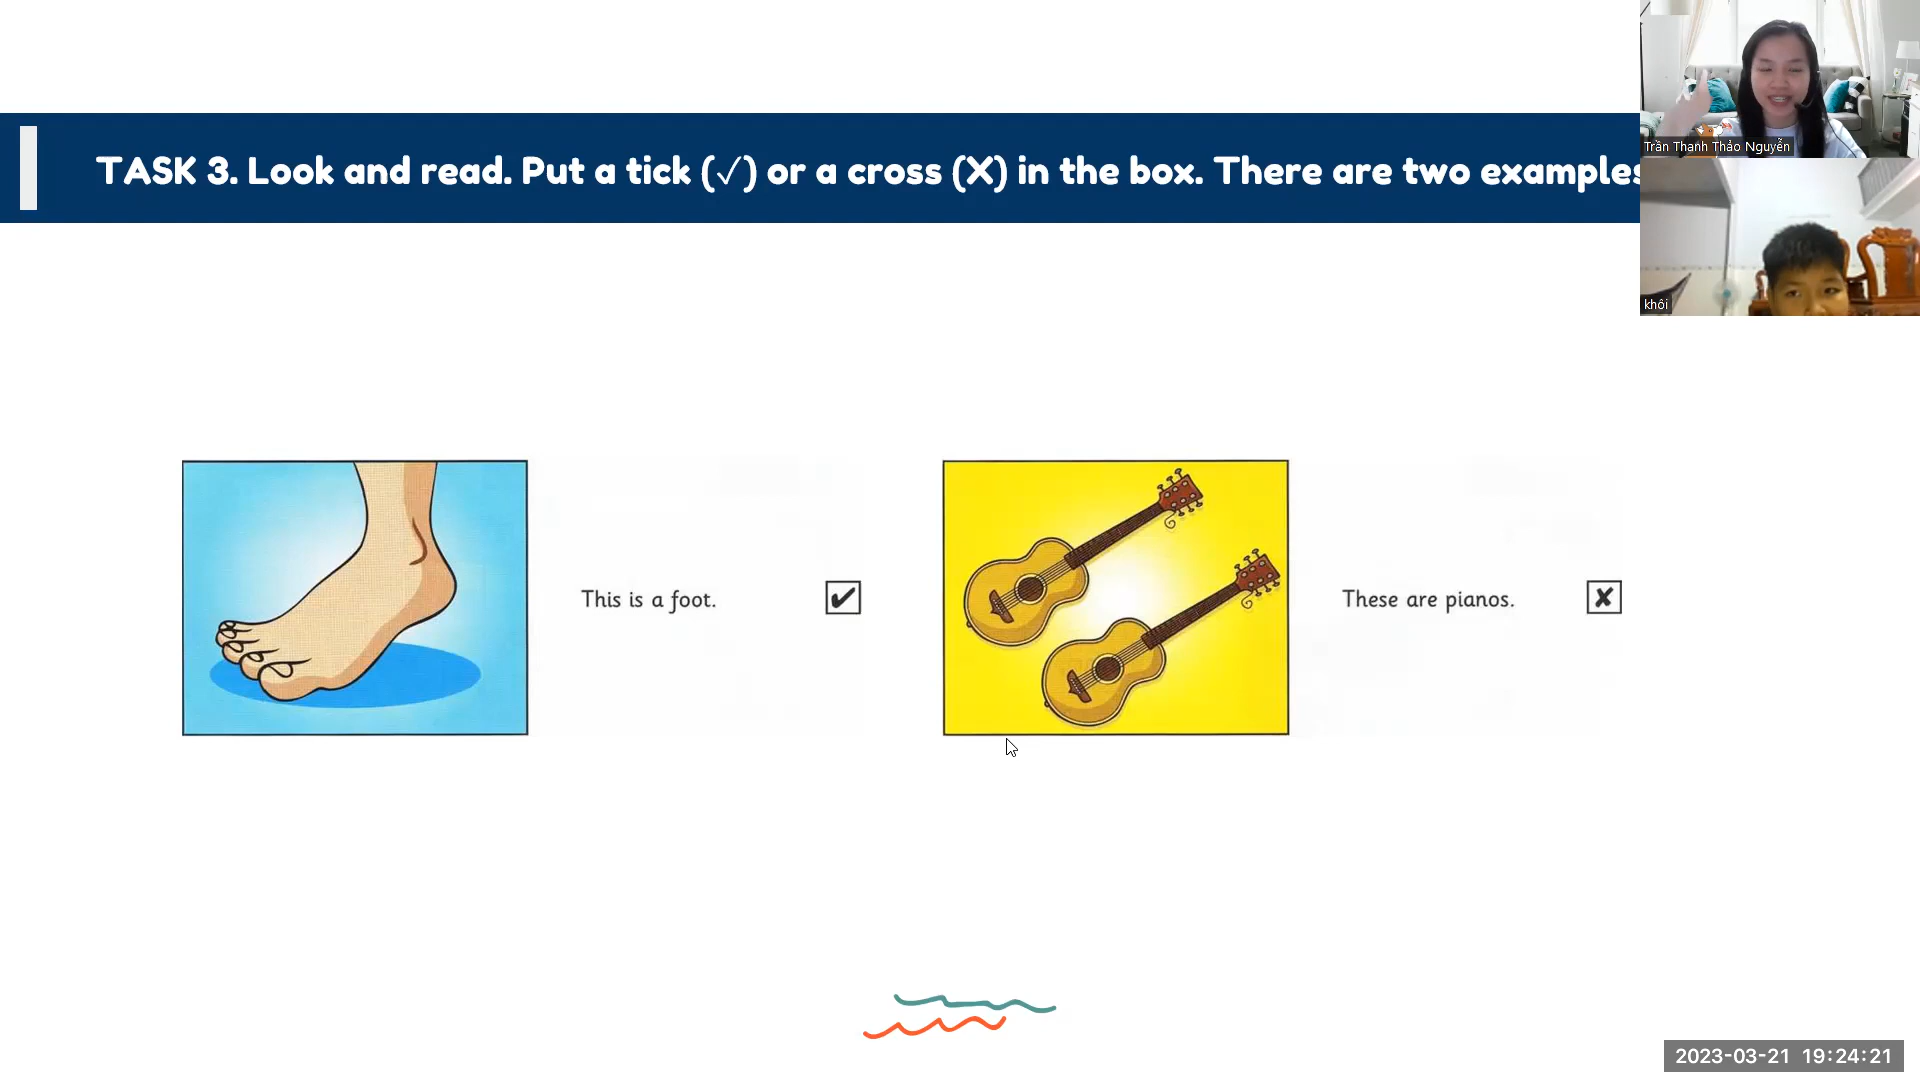 TASK 3. Look and read. Put a tick (✓) or a cross (X) in the box. There are two examples
Trần Thanh Thảo Nguyễn
khôi
This is a foot. ✔
These are pianos. ✘
2023-03-21 19:24:21